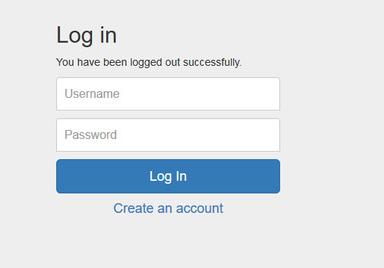 Log in
You have been logged out successfully.
Username
Password
Log In
Create an account